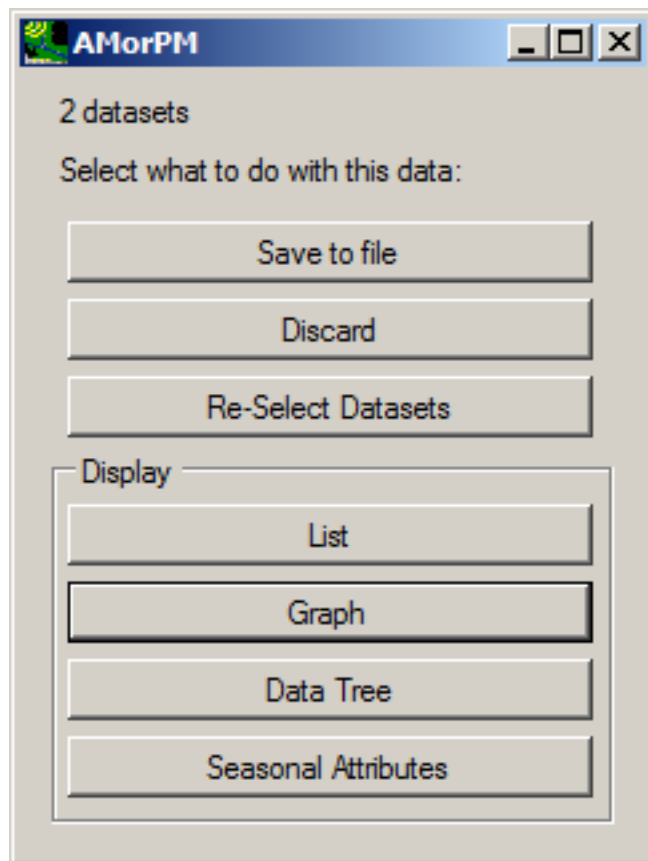 AMorPM
2 datasets
Select what to do with this data:
Save to file
Discard
Re-Select Datasets
Display
List
Graph
Data Tree
Seasonal Attributes